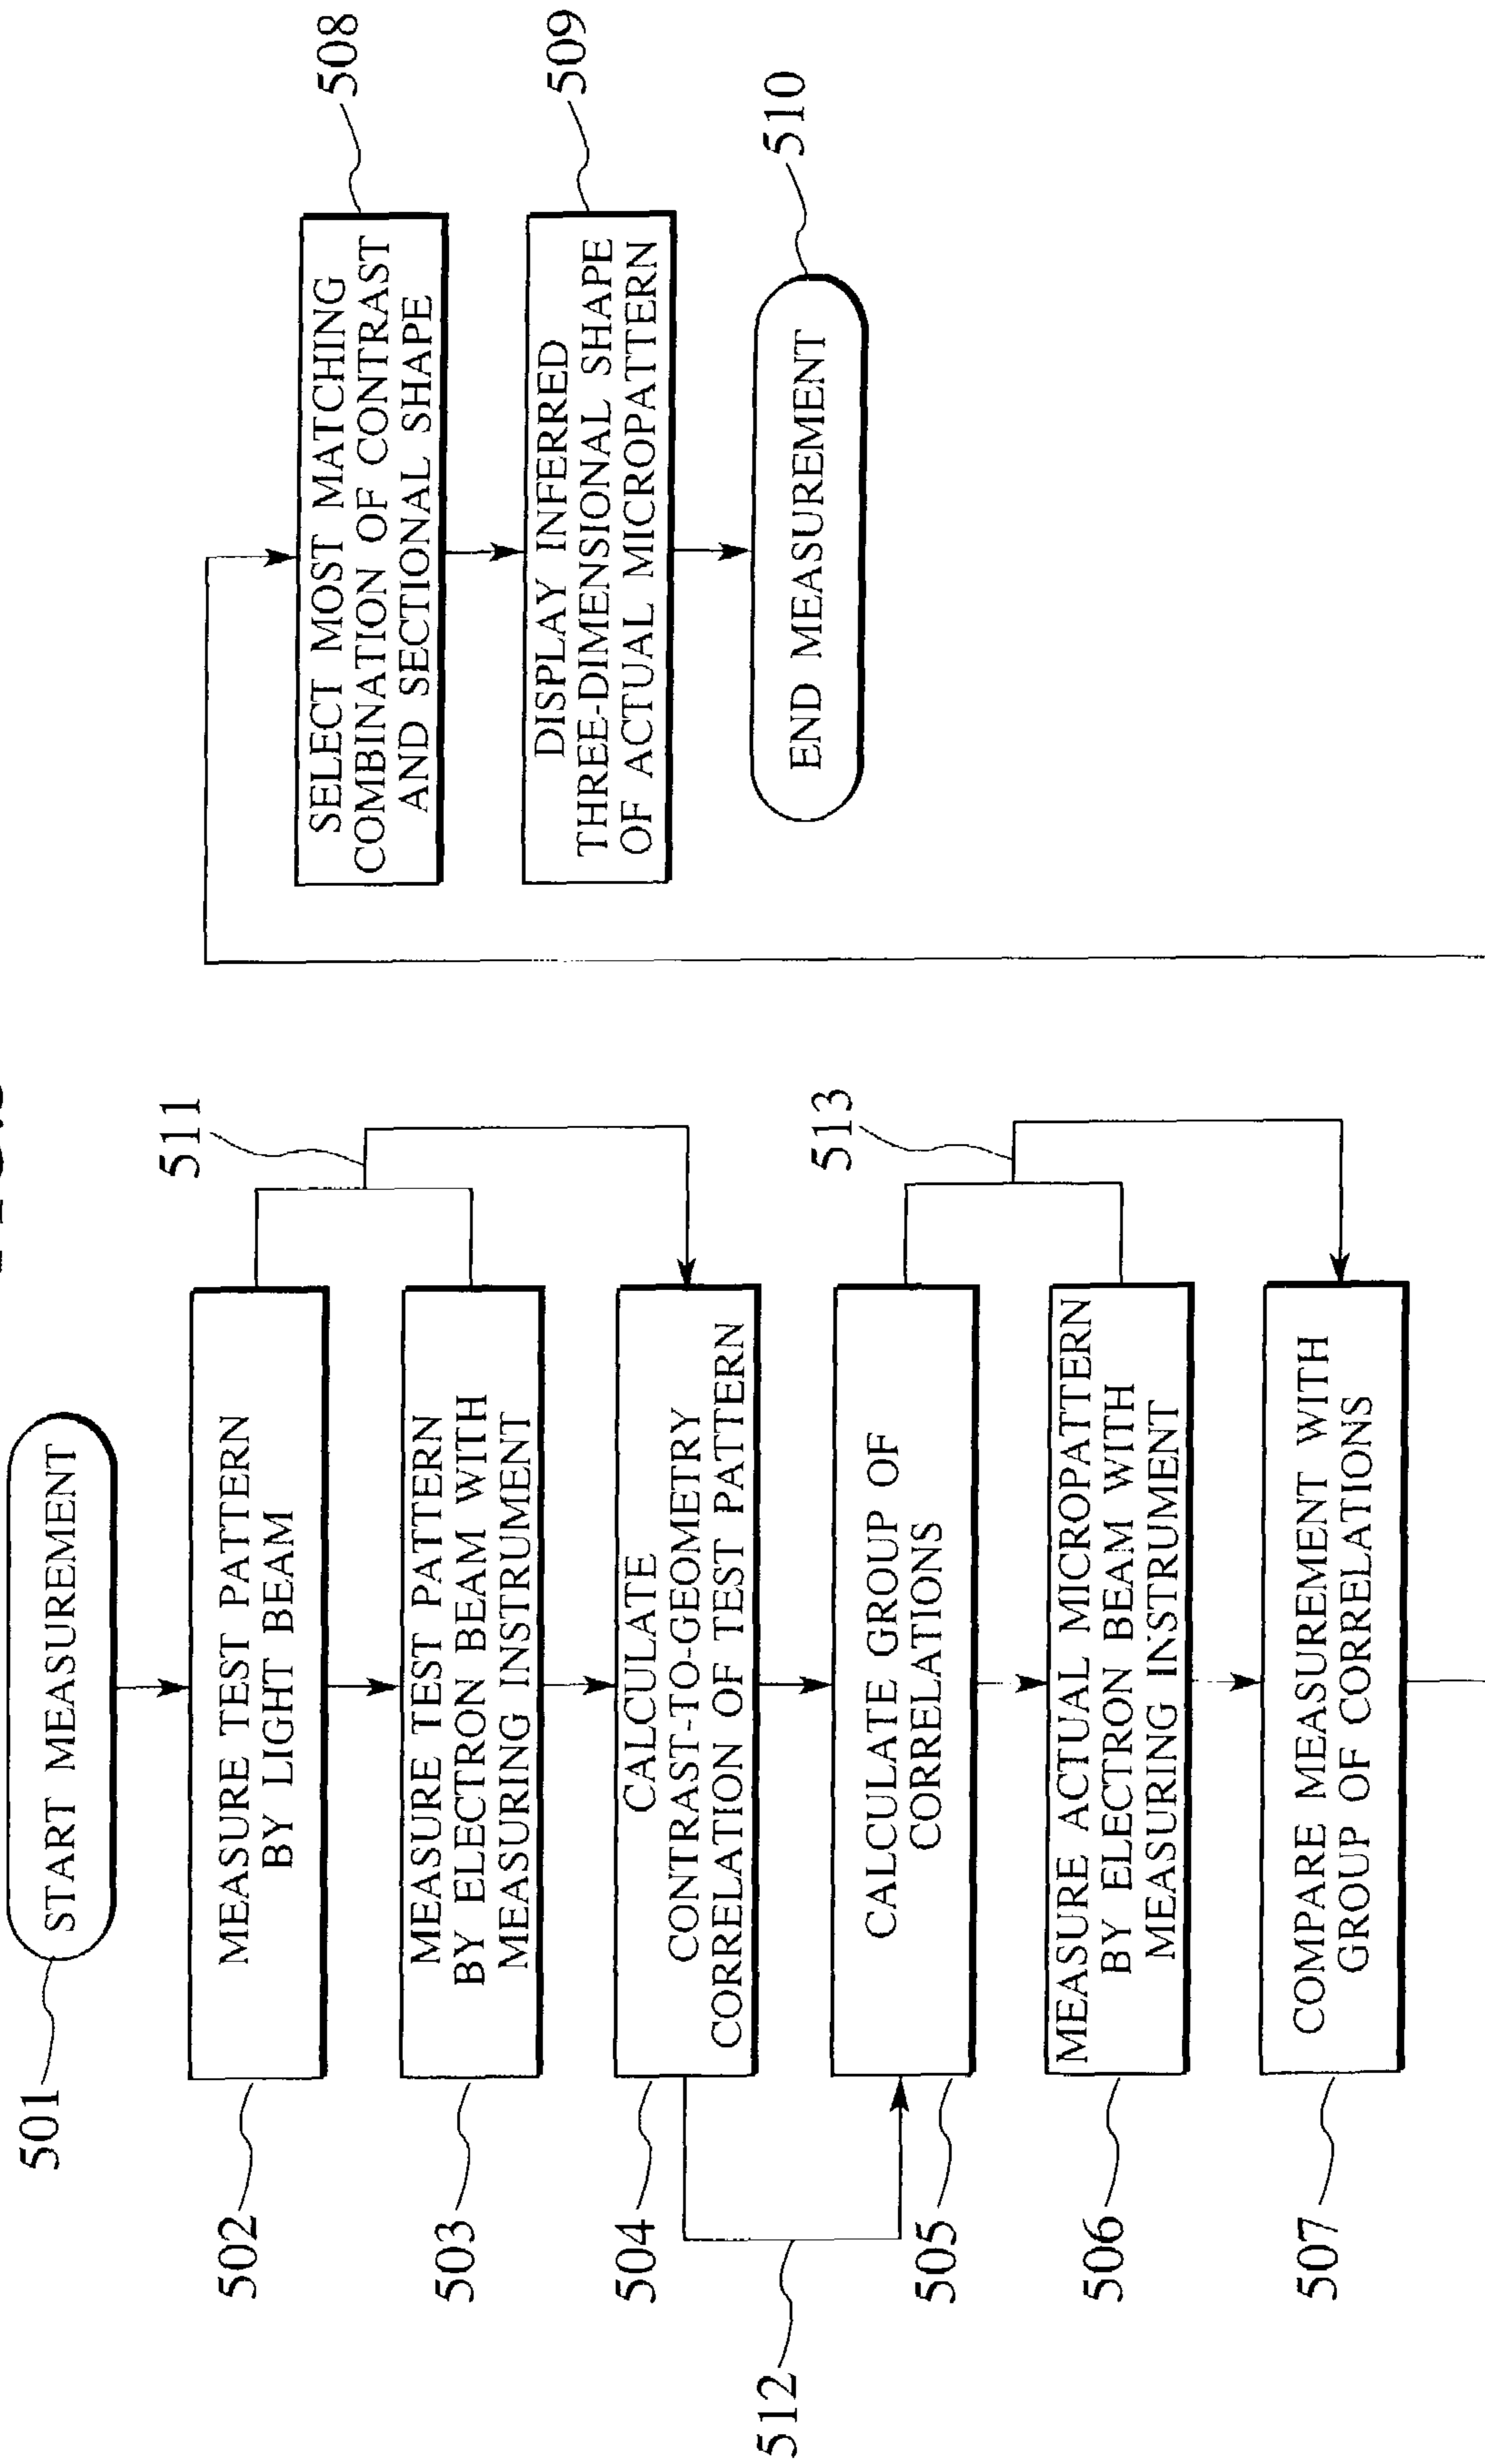 501
START MEASUREMENT
502
MEASURE TEST PATTERN
BY LIGHT BEAM
511
503
MEASURE TEST PATTERN
BY ELECTRON BEAM WITH
MEASURING INSTRUMENT
504
CALCULATE
CONTRAST-TO-GEOMETRY
CORRELATION OF TEST PATTERN
512
505
CALCULATE GROUP OF
CORRELATIONS
513
506
MEASURE ACTUAL MICROPATTERN
BY ELECTRON BEAM WITH
MEASURING INSTRUMENT
507
COMPARE MEASUREMENT WITH
GROUP OF CORRELATIONS
SELECT MOST MATCHING
COMBINATION OF CONTRAST
AND SECTIONAL SHAPE
508
DISPLAY INFERRED
THREE-DIMENSIONAL SHAPE
OF ACTUAL MICROPATTERN
509
END MEASUREMENT
510